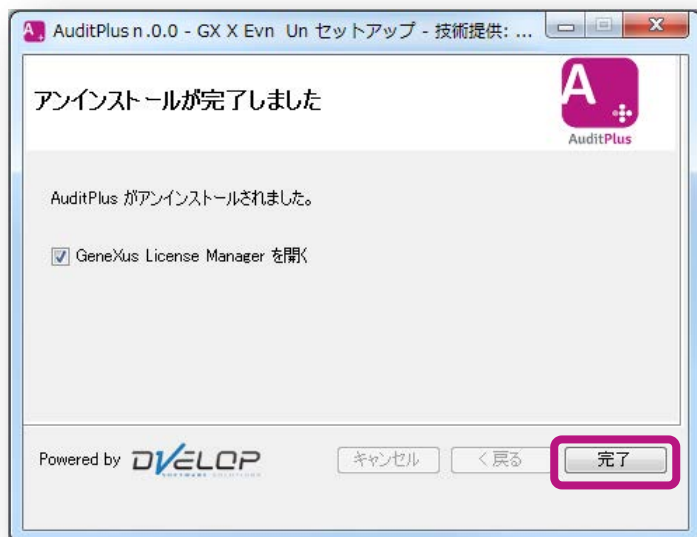 AuditPlus n.0.0 - GX X Evn Un セットアップ - 技術提供: ...
アンインストールが完了しました
A
AuditPlus
AuditPlus がアンインストールされました。
GeneXus License Manager を開く
Powered by DVELOP
SOFTWARE SOLUTIONS
キャンセル
< 戻る
完了